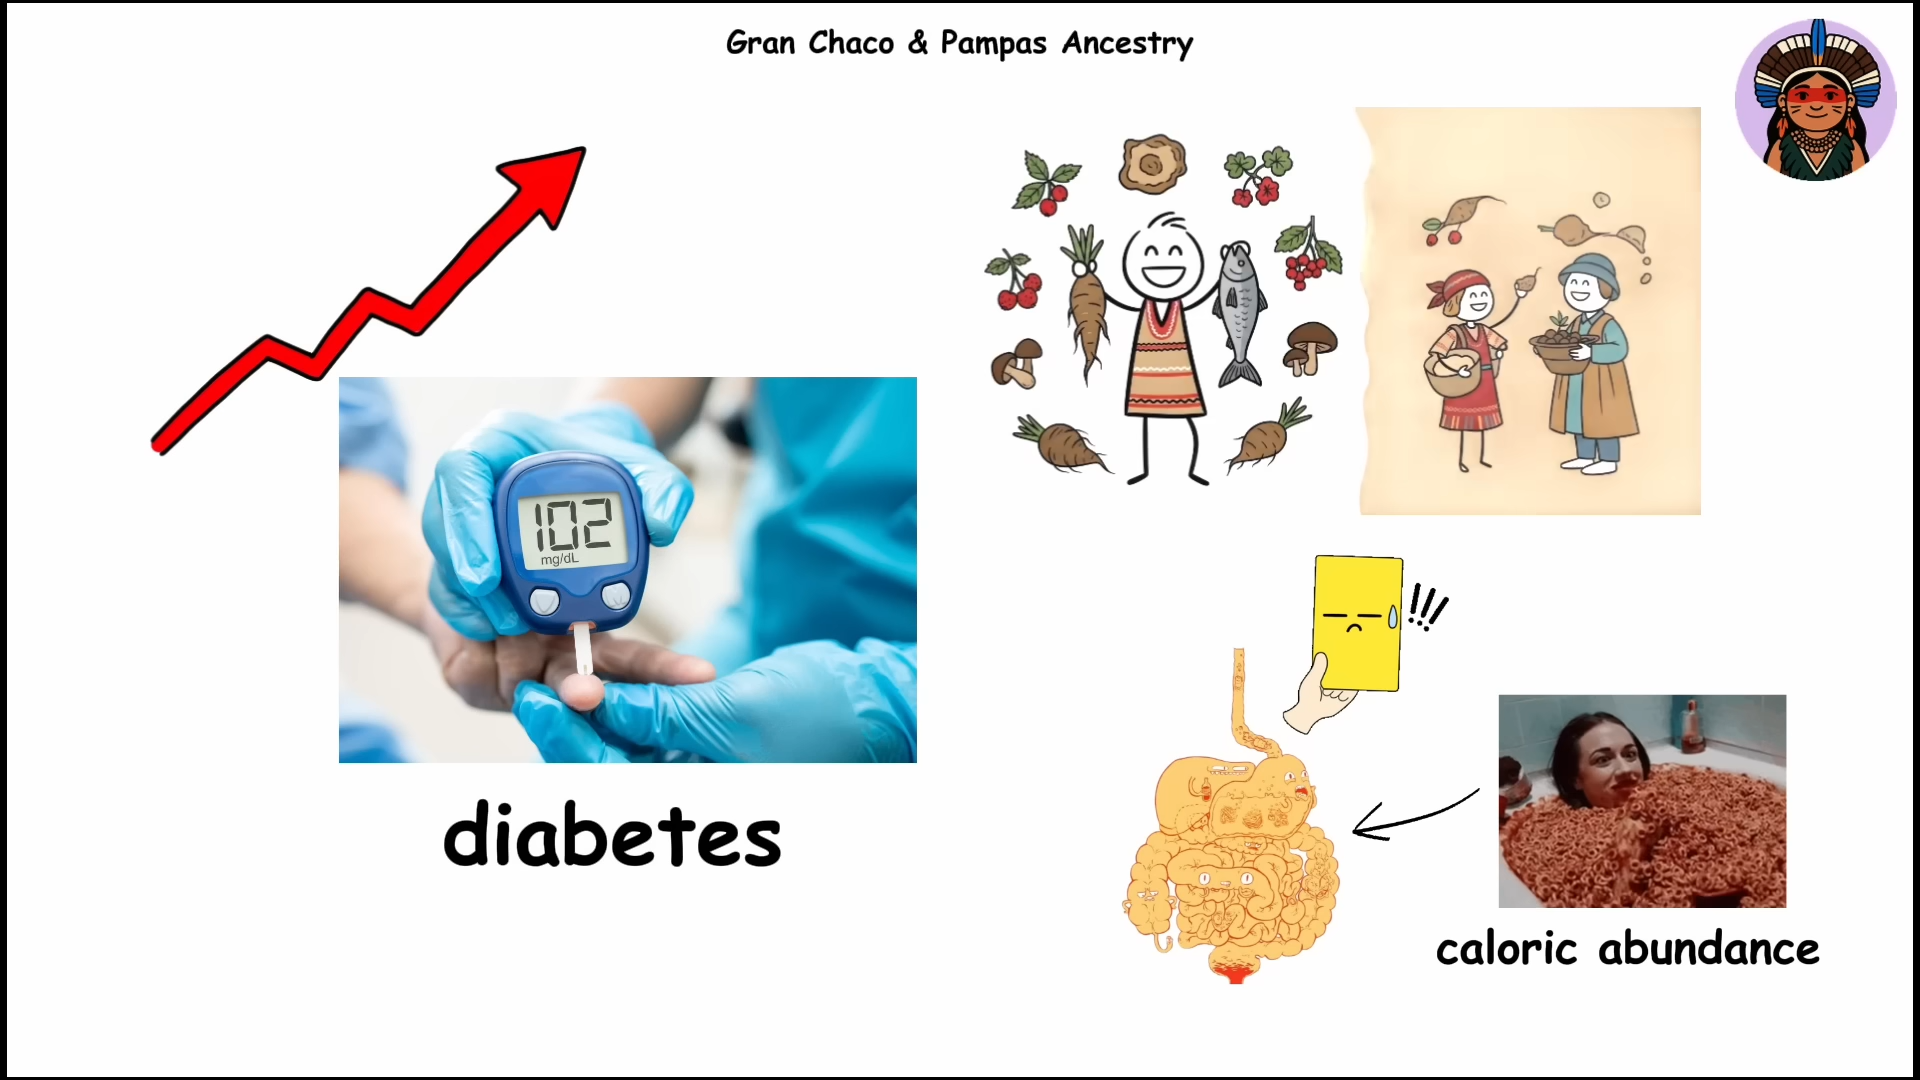 Gran Chaco & Pampas Ancestry
102
mg/dL
diabetes
!!!
caloric abundance